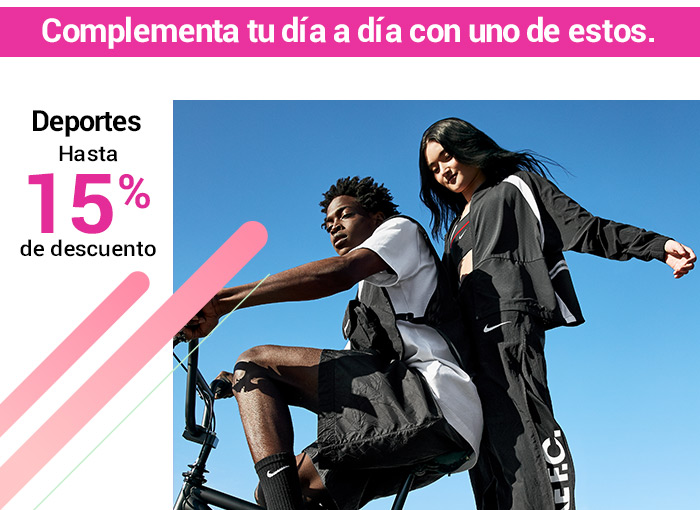 Complementa tu día a día con uno de estos.
Deportes
Hasta
15%
de descuento
F.C.